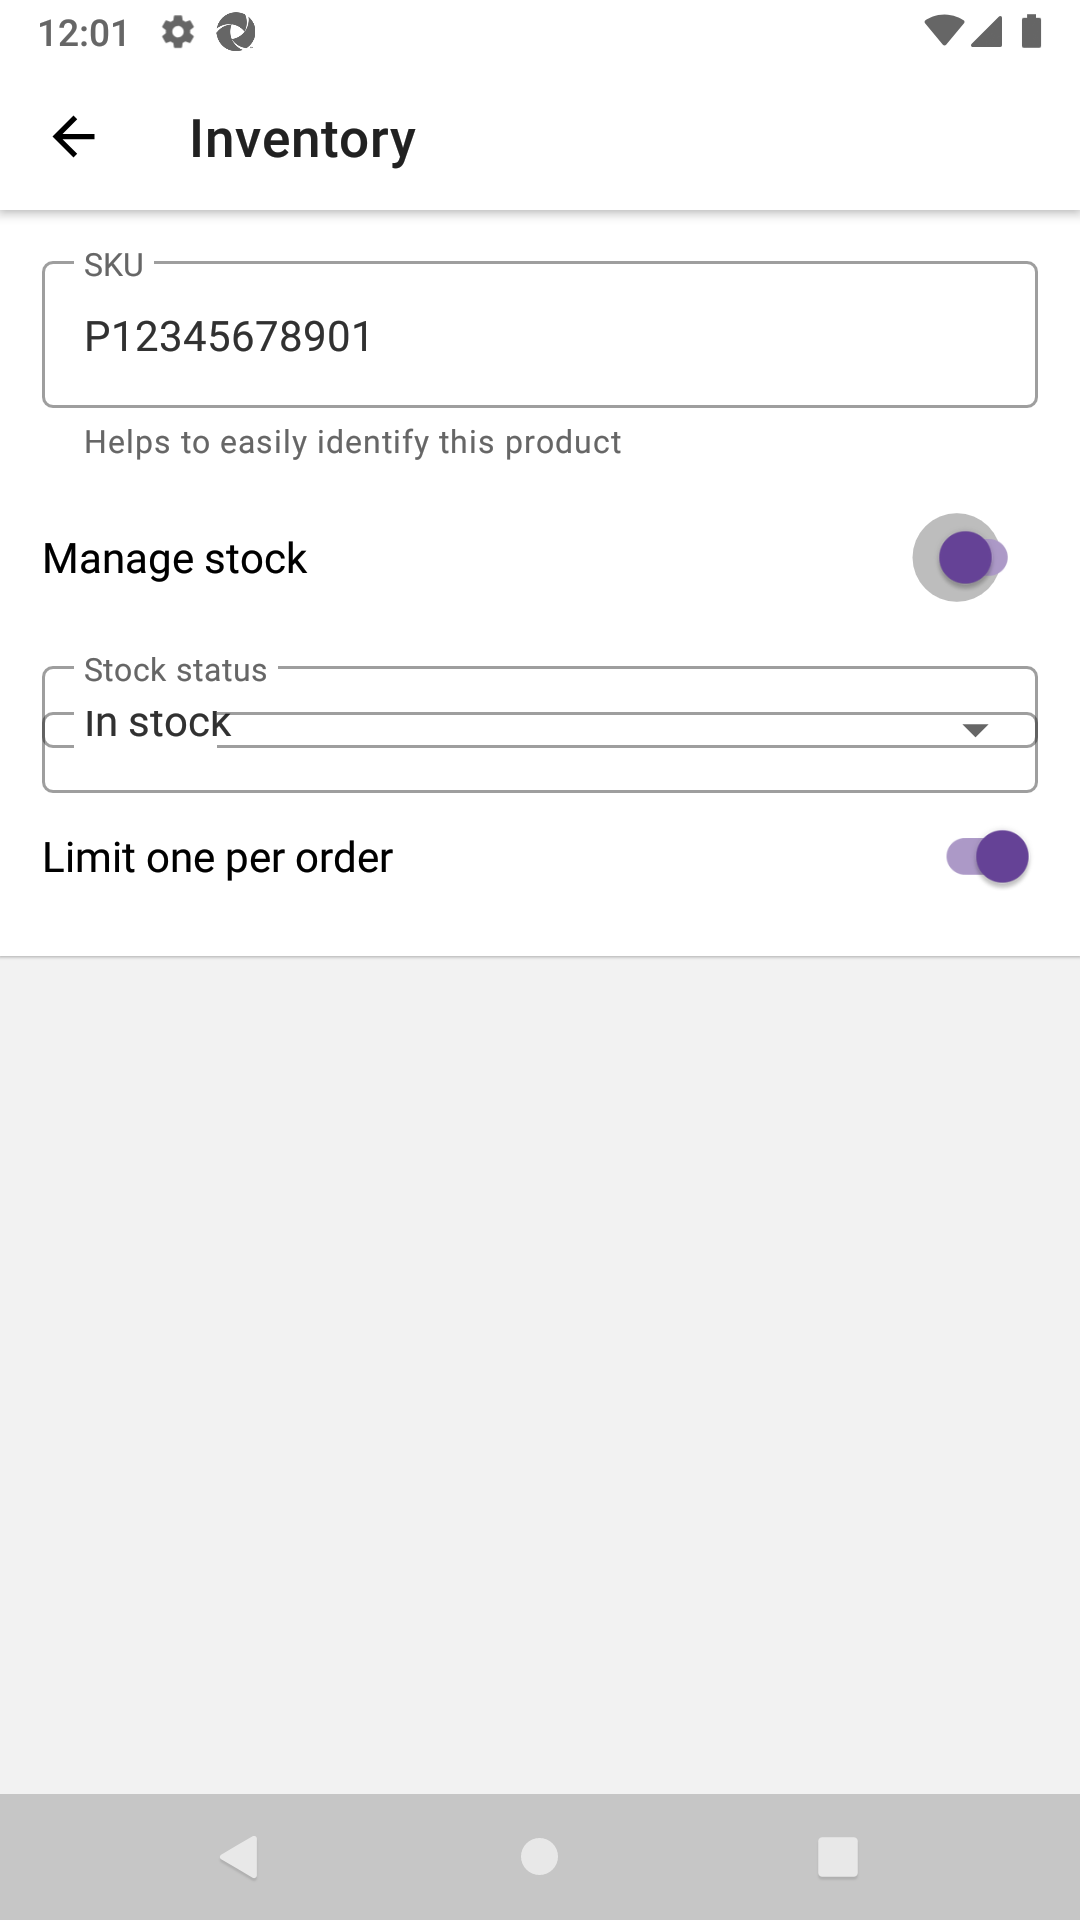 12:01
Inventory
SKU
P12345678901
Helps to easily identify this product
Manage stock
Stock status
In stock
Limit one per order